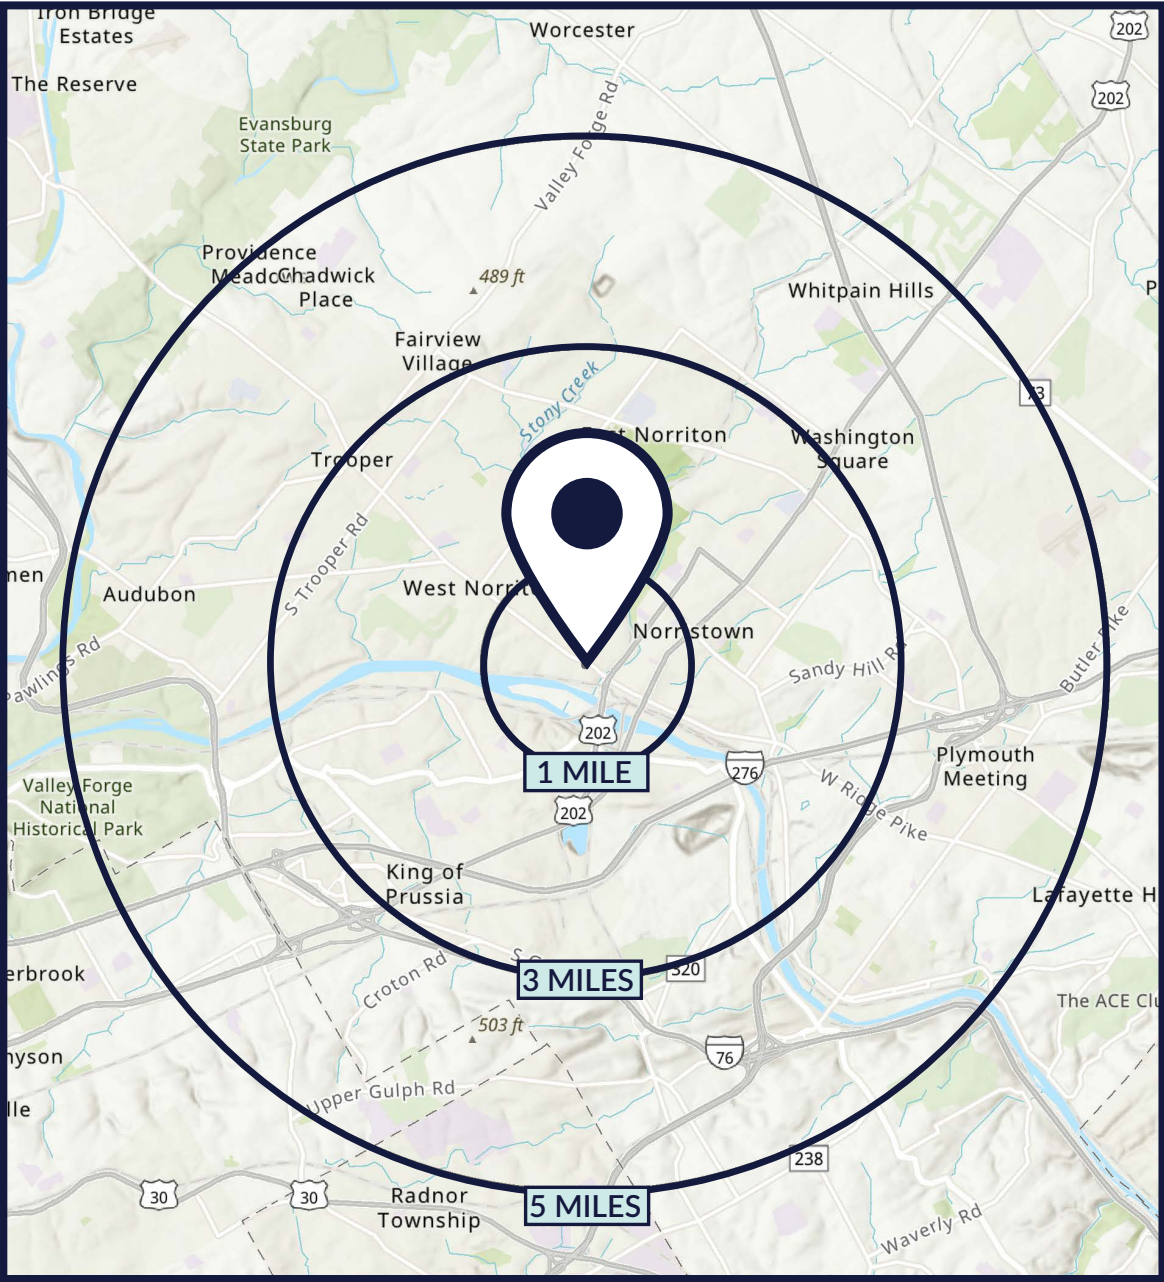 Iron Bridge
Estates
Worcester
202
The Reserve
202
Evansburg
State Park
Valley Forge Rd
Providence
Chadwick
Place
489 ft
Whitpain Hills
Fairview
Village
Stony Creek
73
East Norriton
Washington
Square
Trooper
S Trooper Rd
West Norrit
Audubon
Norristown
Sandy Hill Rd
Butler Pike
Pawlings Rd
202
276
Plymouth
Meeting
1 MILE
Valley Forge
National
Historical Park
W Ridge Pike
202
King of
Prussia
Lafayette H
Croton Rd
3 MILES
320
erbrook
The ACE Clu
503 ft
nyson
76
Upper Gulph Rd
lle
238
30
30
Radnor
Township
5 MILES
Waverly Rd